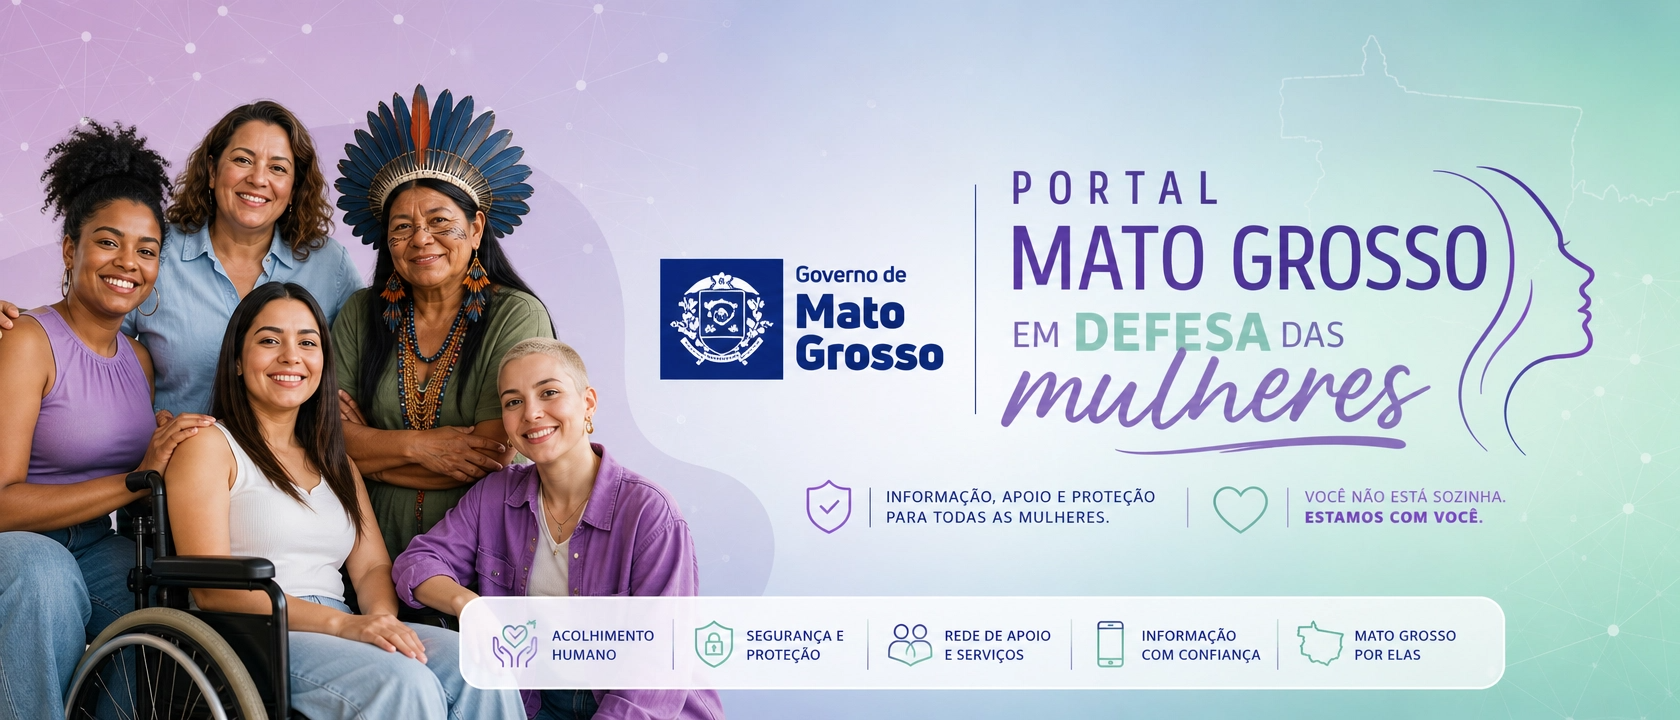 Governo de
Mato
Grosso
PORTAL
MATO GROSSO
EM DEFESA DAS
mulheres
INFORMAÇÃO, APOIO E PROTEÇÃO
PARA TODAS AS MULHERES.
VOCÊ NÃO ESTÁ SOZINHA.
ESTAMOS COM VOCÊ.
ACOLHIMENTO
HUMANO
SEGURANÇA E
PROTEÇÃO
REDE DE APOIO
E SERVIÇOS
INFORMAÇÃO
COM CONFIANÇA
MATO GROSSO
POR ELAS